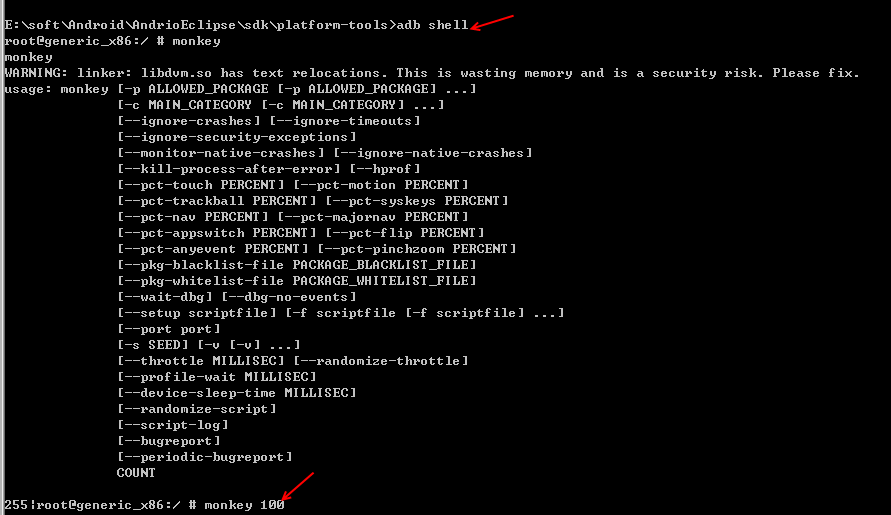 E:\soft\Android\AndrioEclipse\sdk\platform-tools>adb shell
root@generic_x86:/ # monkey
monkey
WARNING: linker: libdvm.so has text relocations. This is wasting memory and is a security risk. Please fix.
usage: monkey [-p ALLOWED_PACKAGE [-p ALLOWED_PACKAGE] ...]
[-c MAIN_CATEGORY [-c MAIN_CATEGORY] ...]
[--ignore-crashes] [--ignore-timeouts]
[--ignore-security-exceptions]
[--monitor-native-crashes] [--ignore-native-crashes]
[--kill-process-after-error] [--hprof]
[--pct-touch PERCENT] [--pct-motion PERCENT]
[--pct-trackball PERCENT] [--pct-syskeys PERCENT]
[--pct-nav PERCENT] [--pct-majornav PERCENT]
[--pct-appswitch PERCENT] [--pct-flip PERCENT]
[--pct-anyevent PERCENT] [--pct-pinchzoom PERCENT]
[--pkg-blacklist-file PACKAGE_BLACKLIST_FILE]
[--pkg-whitelist-file PACKAGE_WHITELIST_FILE]
[--wait-dbg] [--dbg-no-events]
[--setup scriptfile] [-f scriptfile [-f scriptfile] ...]
[--port port]
[-s SEED] [-v [-v] ...]
[--throttle MILLISEC] [--randomize-throttle]
[--profile-wait MILLISEC]
[--device-sleep-time MILLISEC]
[--randomize-script]
[--script-log]
[--bugreport]
[--periodic-bugreport]
COUNT
255|root@generic_x86:/ # monkey 100